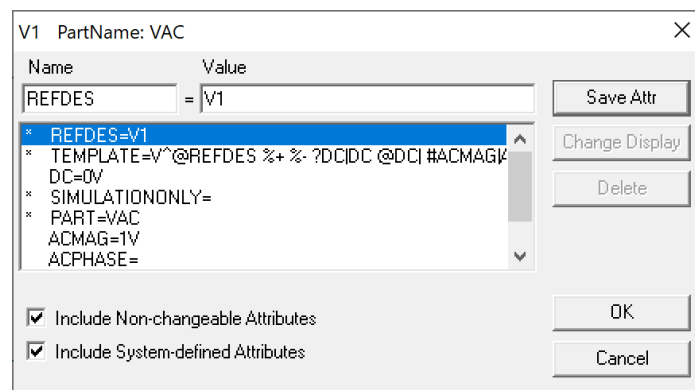 V1 PartName: VAC
Name Value
REFDES = V1
Save Attr
* REFDES=V1
* TEMPLATE=V^@REFDES %+ %- ?DC|DC @DC| #ACMAG|A
DC=0V
* SIMULATIONONLY=
* PART=VAC
ACMAG=1V
ACPHASE=
Change Display
Delete
Include Non-changeable Attributes
Include System-defined Attributes
OK
Cancel